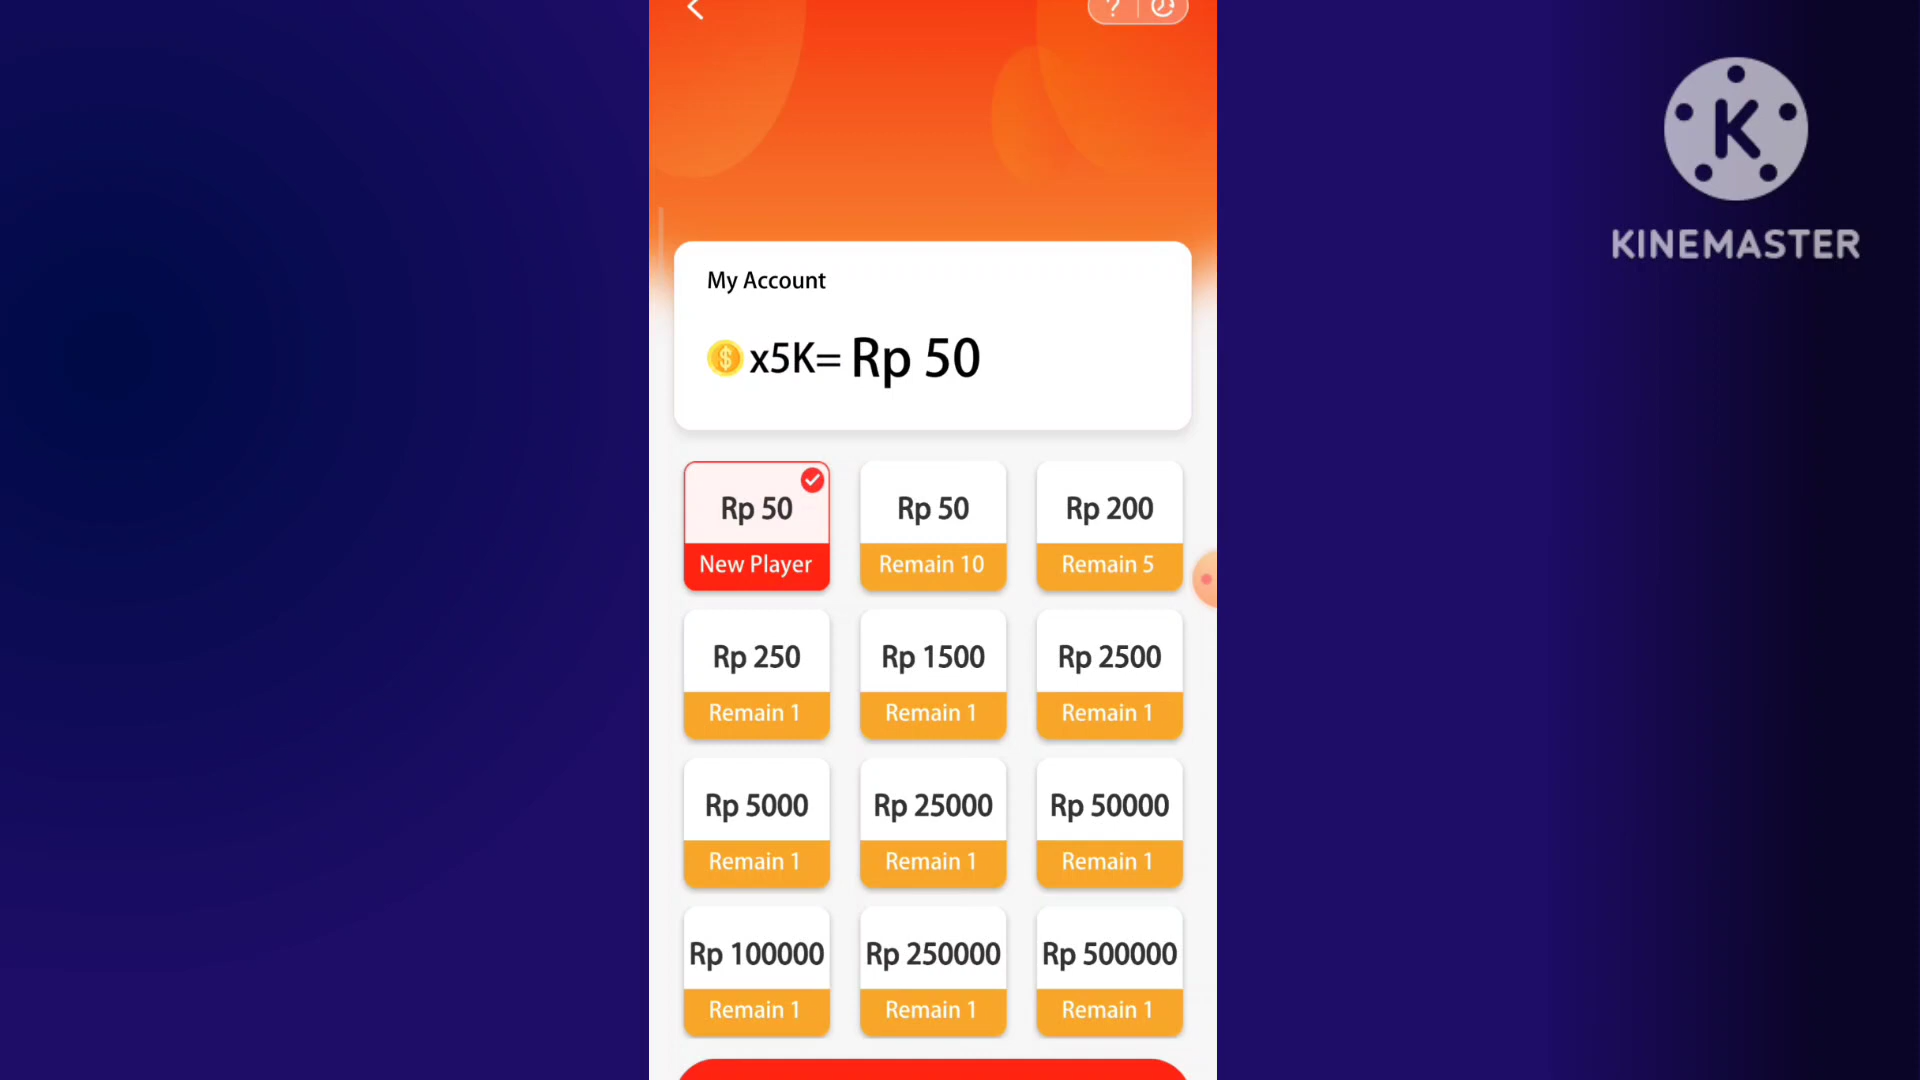 ?
K
KINEMASTER
My Account
x5K= Rp 50
Rp 50
New Player
Rp 50
Remain 10
Rp 200
Remain 5
Rp 250
Remain 1
Rp 1500
Remain 1
Rp 2500
Remain 1
Rp 5000
Remain 1
Rp 25000
Remain 1
Rp 50000
Remain 1
Rp 100000
Remain 1
Rp 250000
Remain 1
Rp 500000
Remain 1